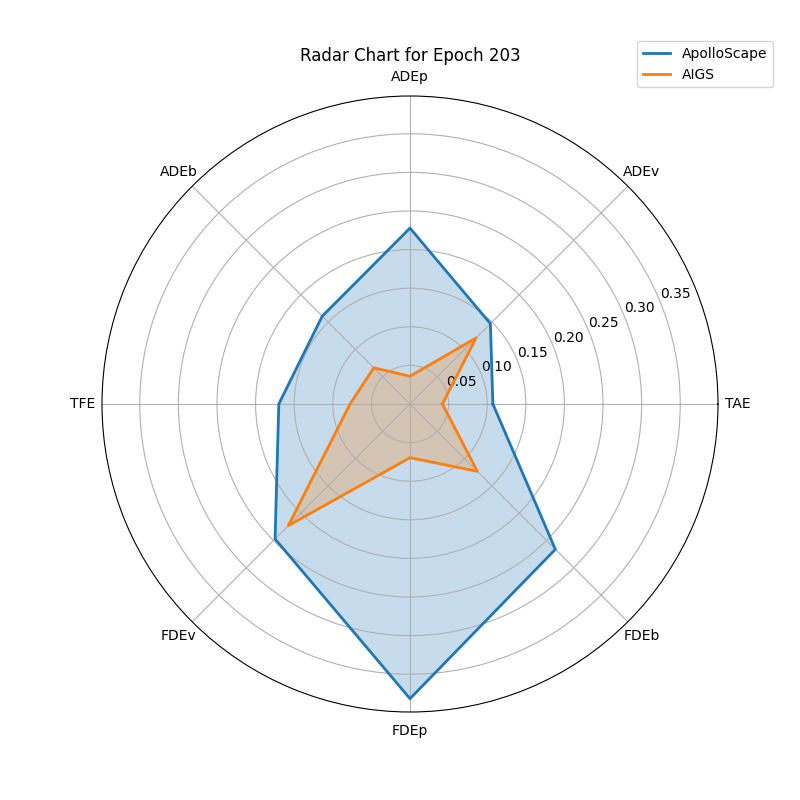 Radar Chart for Epoch 203
ApolloScape
AIGS
ADEp
ADEb
ADEv
0.35
0.30
0.25
0.20
0.15
0.10
0.05
TFE
TAE
FDEv
FDEb
FDEp